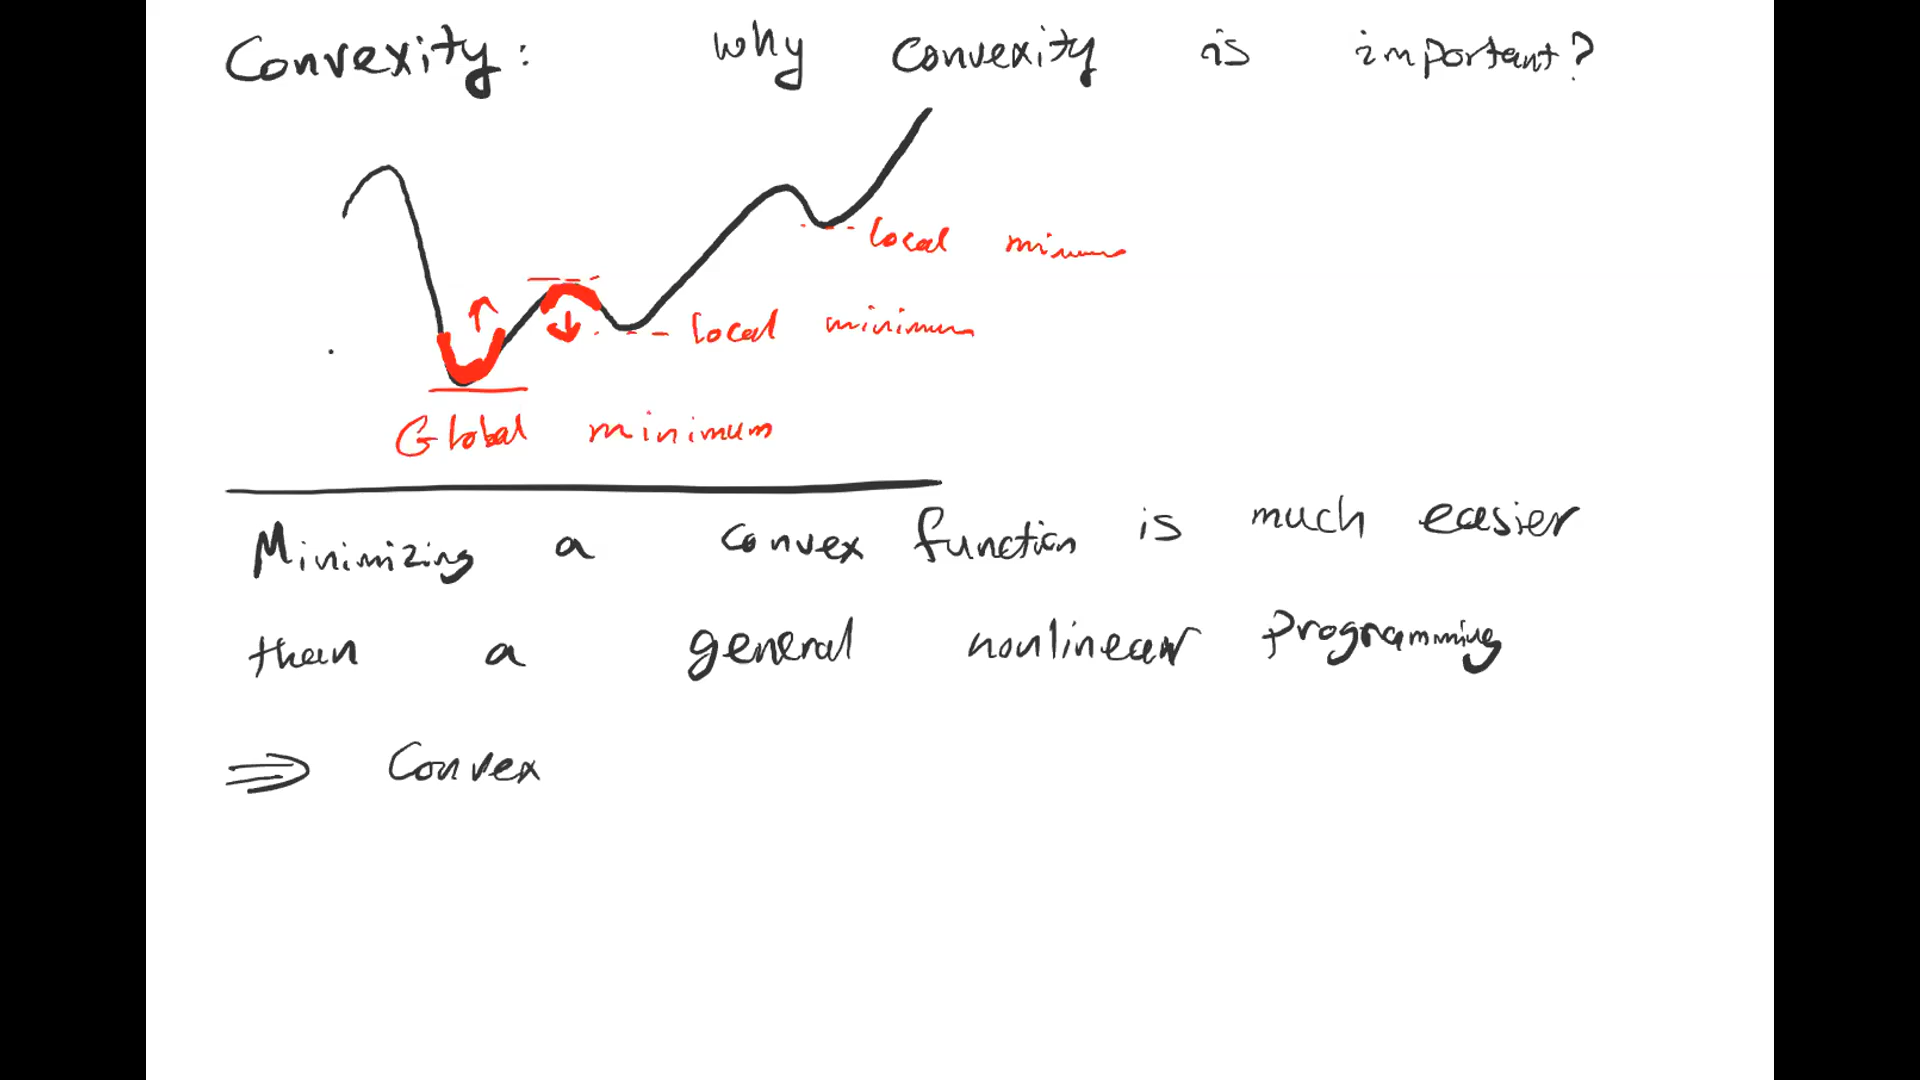 Convexity: why convexity is important?
local
local minimum
Global minimum
Minimizing a convex function is much easier
than a general nonlinear programming
⇒ Convex